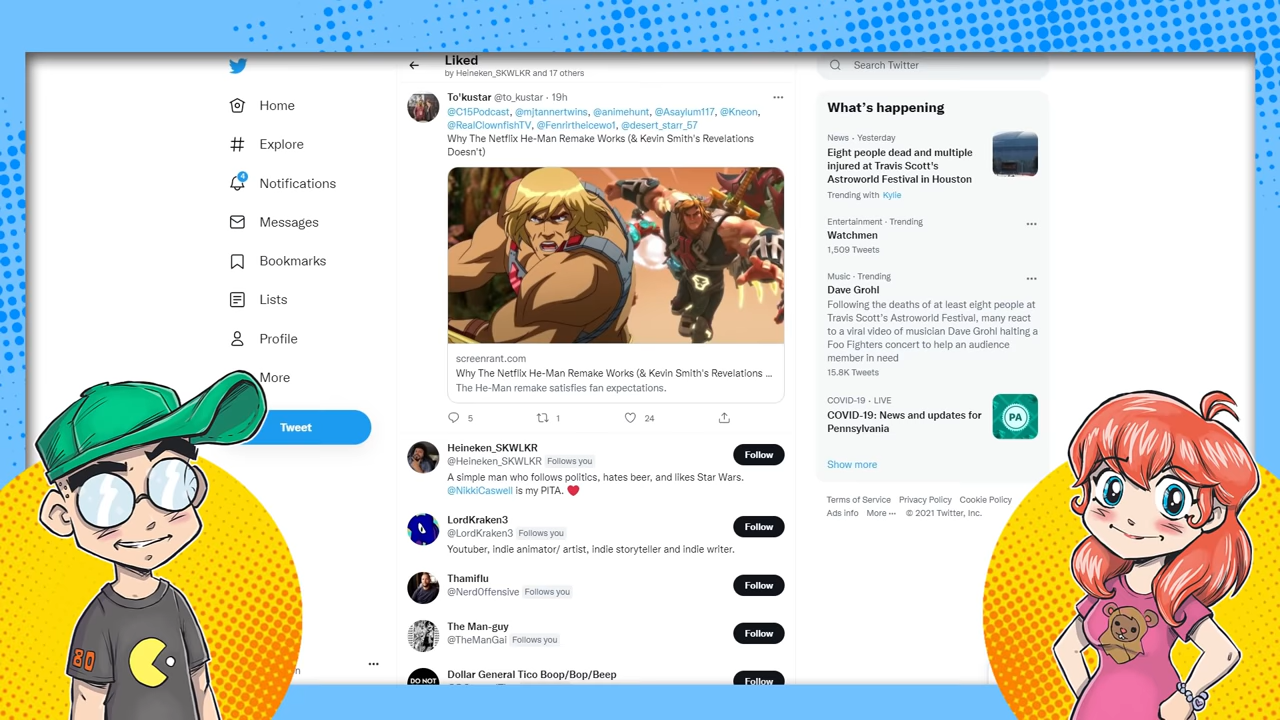 Home
Explore
4
Notifications
Messages
Bookmarks
Lists
Profile
More
Tweet
Liked
by Heineken_SKWLKR and 17 others
To'kustar @to_kustar · 19h
@C15Podcast, @mjtannertwins, @animehunt, @Asaylum117, @Kneon,
@RealClownfishTV, @Fenrirtheicewo1, @desert_starr_57
Why The Netflix He-Man Remake Works (& Kevin Smith's Revelations
Doesn't)
screenrant.com
Why The Netflix He-Man Remake Works (& Kevin Smith's Revelations ...
The He-Man remake satisfies fan expectations.
5
1
24
Heineken_SKWLKR
@Heineken_SKWLKR Follows you
Follow
A simple man who follows politics, hates beer, and likes Star Wars.
@NikkiCaswell is my PITA. ❤️
LordKraken3
@LordKraken3 Follows you
Follow
Youtuber, indie animator/ artist, indie storyteller and indie writer.
Thamiflu
@NerdOffensive Follows you
Follow
The Man-guy
@TheManGai Follows you
Follow
DO NOT
Dollar General Tico Boop/Bop/Beep
Follow
Search Twitter
What's happening
News · Yesterday
Eight people dead and multiple
injured at Travis Scott's
Astroworld Festival in Houston
Trending with Kylie
Entertainment · Trending
Watchmen
1,509 Tweets
Music · Trending
Dave Grohl
Following the deaths of at least eight people at
Travis Scott's Astroworld Festival, many react
to a viral video of musician Dave Grohl halting a
Foo Fighters concert to help an audience
member in need
15.8K Tweets
COVID-19 · LIVE
COVID-19: News and updates for
Pennsylvania
PA
Show more
Terms of Service Privacy Policy Cookie Policy
Ads info More ··· © 2021 Twitter, Inc.
80